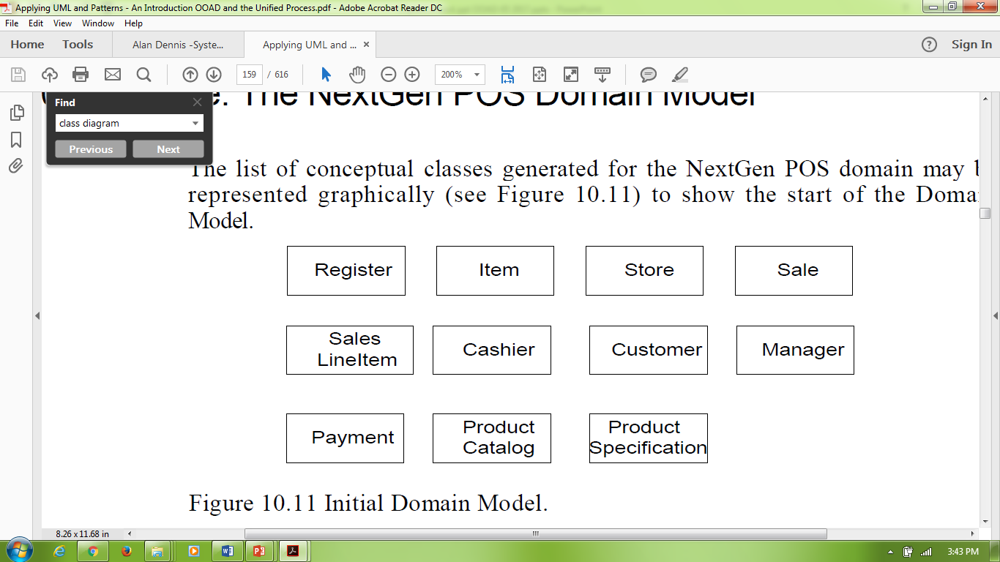 Applying UML and Patterns - An Introduction OOAD and the Unified Process.pdf - Adobe Acrobat Reader DC
File Edit View Window Help
Home Tools Alan Dennis -Syste... Applying UML and ... × Sign In
159 / 616 200%
: The NextGen POS Domain Model
Find
class diagram
Previous Next
The list of conceptual classes generated for the NextGen POS domain may
represented graphically (see Figure 10.11) to show the start of the Domai
Model.
Register Item Store Sale
Sales
LineItem Cashier Customer Manager
Payment Product
Catalog Product
Specification
Figure 10.11 Initial Domain Model.
8.26 x 11.68 in
3:43 PM